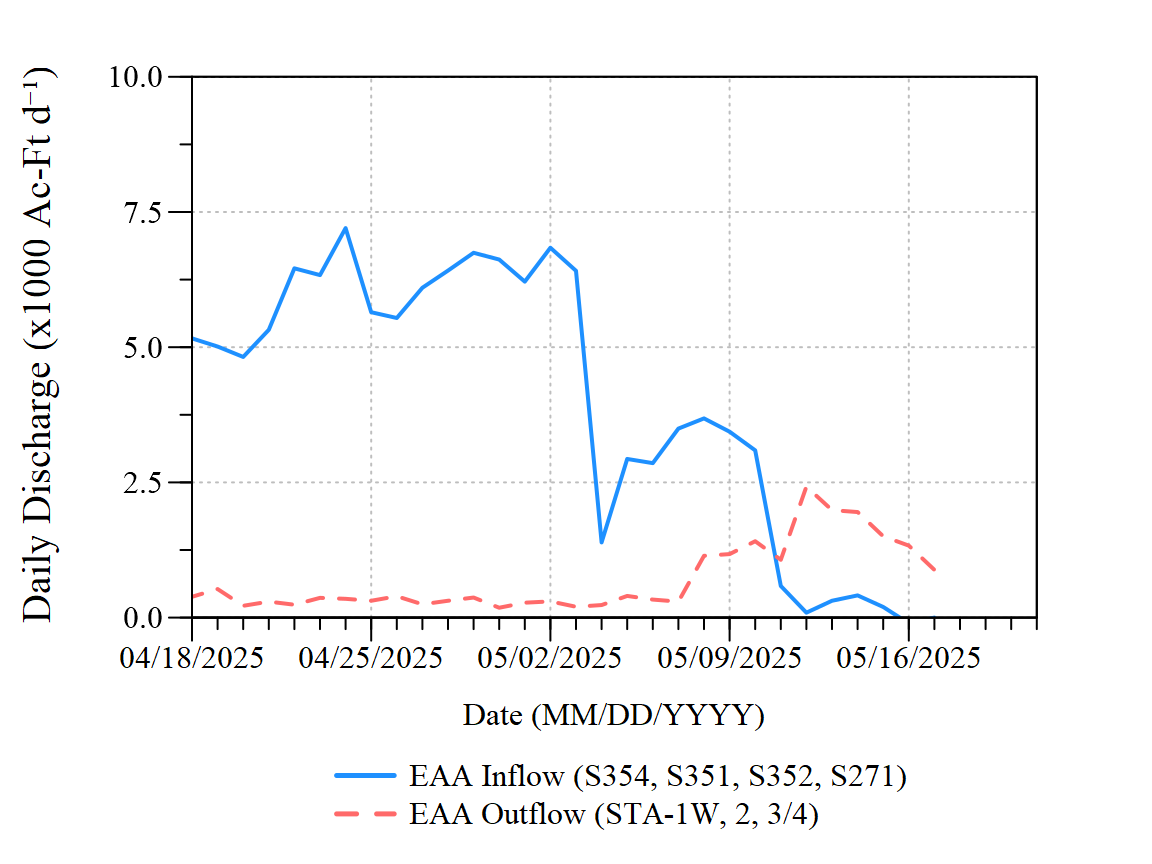 Daily Discharge (x1000 Ac-Ft d⁻¹)
10.0
7.5
5.0
2.5
0.0
04/18/2025 04/25/2025 05/02/2025 05/09/2025 05/16/2025
Date (MM/DD/YYYY)
EAA Inflow (S354, S351, S352, S271)
EAA Outflow (STA-1W, 2, 3/4)